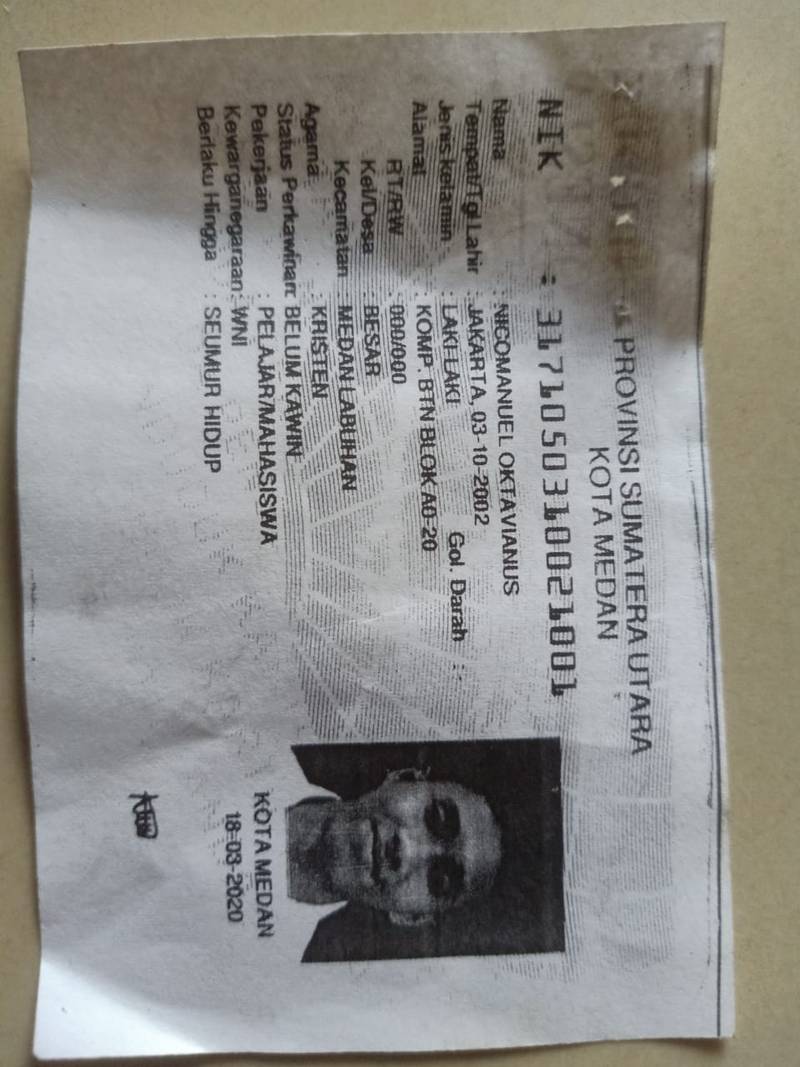 PROVINSI SUMATERA UTARA
KOTA MEDAN
NIK : 3171050310021001
Nama : NICOMANUEL OKTAVIANUS
Tempat/Tgl Lahir : JAKARTA, 03-10-2002
Jenis kelamin : LAKI-LAKI Gol. Darah :
Alamat : KOMP. BTN BLOK AO-20
RT/RW : 000/000
Kel/Desa : BESAR
Kecamatan : MEDAN LABUHAN
Agama : KRISTEN
Status Perkawinan: BELUM KAWIN
Pekerjaan : PELAJAR/MAHASISWA
Kewarganegaraan: WNI
Berlaku Hingga : SEUMUR HIDUP
KOTA MEDAN
18-03-2020